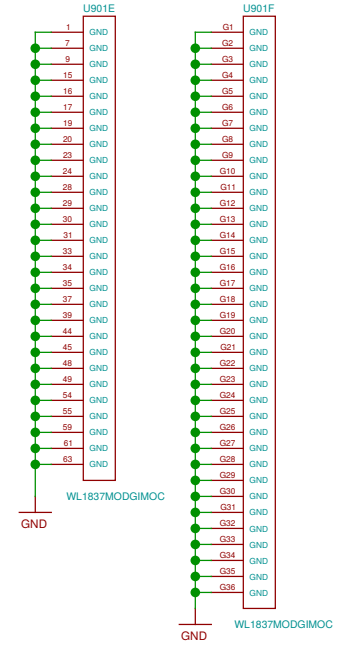 U901E
1 GND
7 GND
9 GND
15 GND
16 GND
17 GND
19 GND
20 GND
23 GND
24 GND
28 GND
29 GND
30 GND
31 GND
33 GND
34 GND
35 GND
37 GND
39 GND
44 GND
45 GND
48 GND
49 GND
54 GND
55 GND
59 GND
61 GND
63 GND
WL1837MODGIMOC
GND
U901F
G1 GND
G2 GND
G3 GND
G4 GND
G5 GND
G6 GND
G7 GND
G8 GND
G9 GND
G10 GND
G11 GND
G12 GND
G13 GND
G14 GND
G15 GND
G16 GND
G17 GND
G18 GND
G19 GND
G20 GND
G21 GND
G22 GND
G23 GND
G24 GND
G25 GND
G26 GND
G27 GND
G28 GND
G29 GND
G30 GND
G31 GND
G32 GND
G33 GND
G34 GND
G35 GND
G36 GND
WL1837MODGIMOC
GND